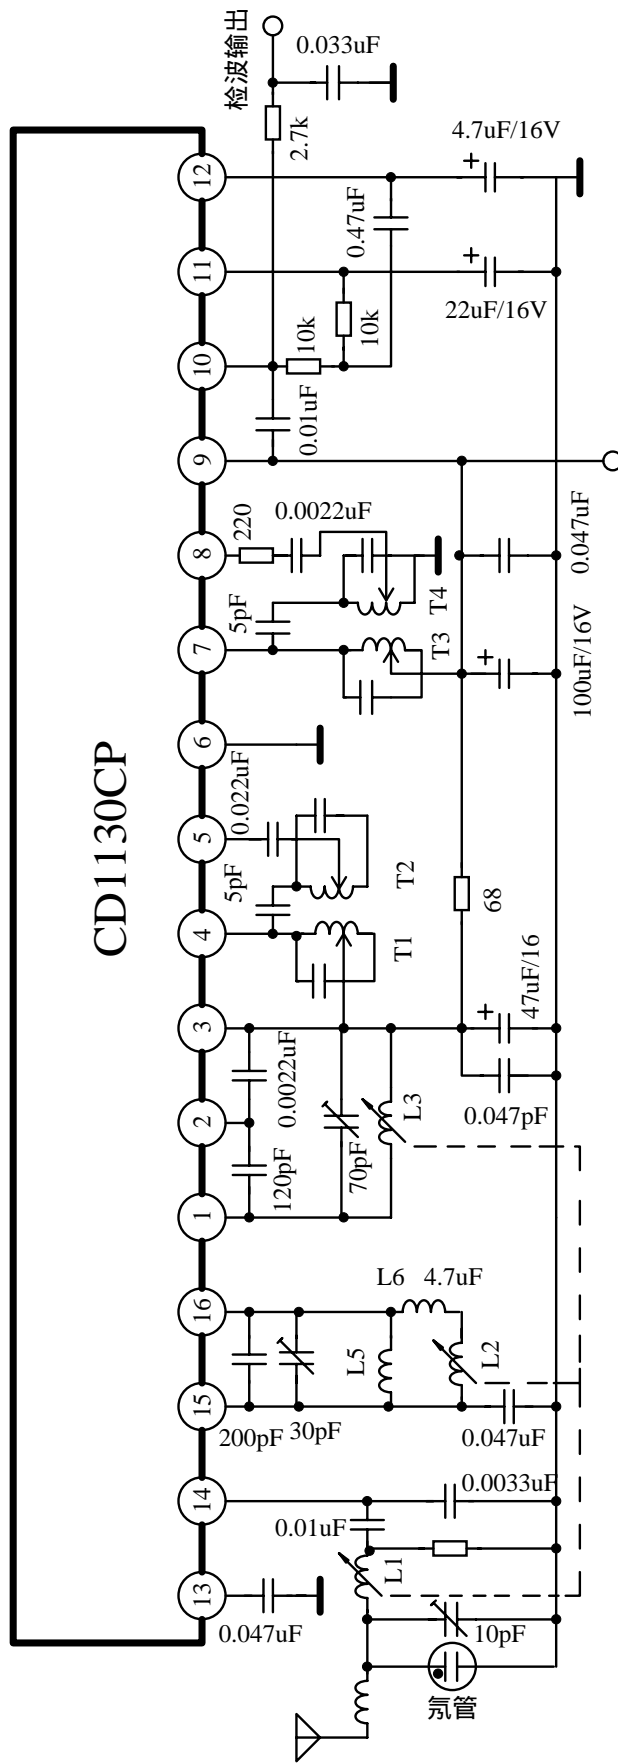 检波输出
0.033uF
2.7k
4.7uF/16V
12
0.47uF
11
22uF/16V
10k
10k
10
0.01uF
9
8
220
0.0022uF
0.047uF
5pF
T4
7
T3
100uF/16V
6
CD1130CP
0.022uF
5
5pF
T2
4
68
T1
47uF/16
3
0.0022uF
0.047pF
2
L3
120pF
70pF
1
L6
4.7uF
16
L5
L2
15
200pF
30pF
0.047uF
14
0.0033uF
0.01uF
L1
13
0.047uF
10pF
氖管